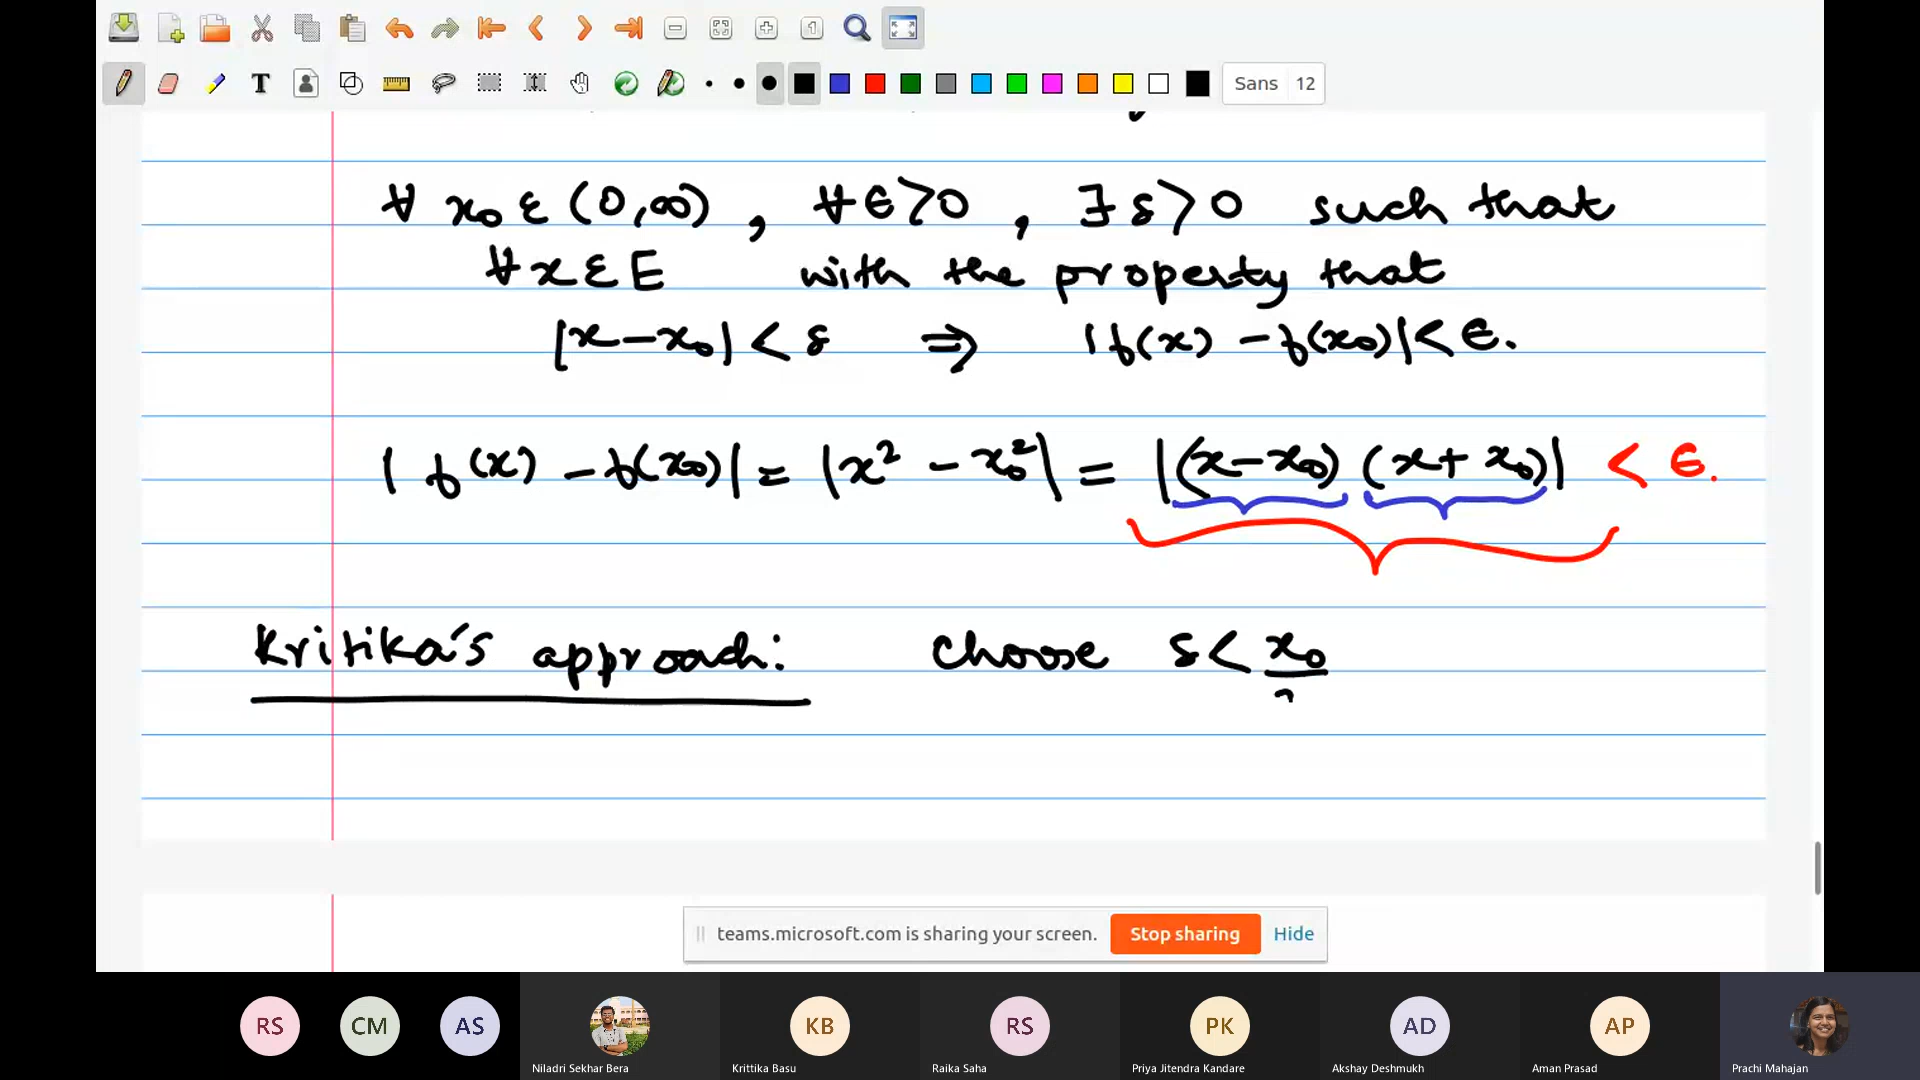 T
Sans 12
∀ x₀ ε (0,∞) , ∀ ϵ > 0 , ∃ δ > 0 such that
∀ x ε E with the property that
|x - x₀| < δ ⇒ |f(x) - f(x₀)| < ϵ.
|f(x) - f(x₀)| = |x² - x₀²| = |(x - x₀) (x + x₀)| < ϵ.
Kritika's approach: Choose δ < x₀
teams.microsoft.com is sharing your screen. Stop sharing Hide
RS CM AS KB RS PK AD AP
Niladri Sekhar Bera Krittika Basu Raika Saha Priya Jitendra Kandare Akshay Deshmukh Aman Prasad Prachi Mahajan